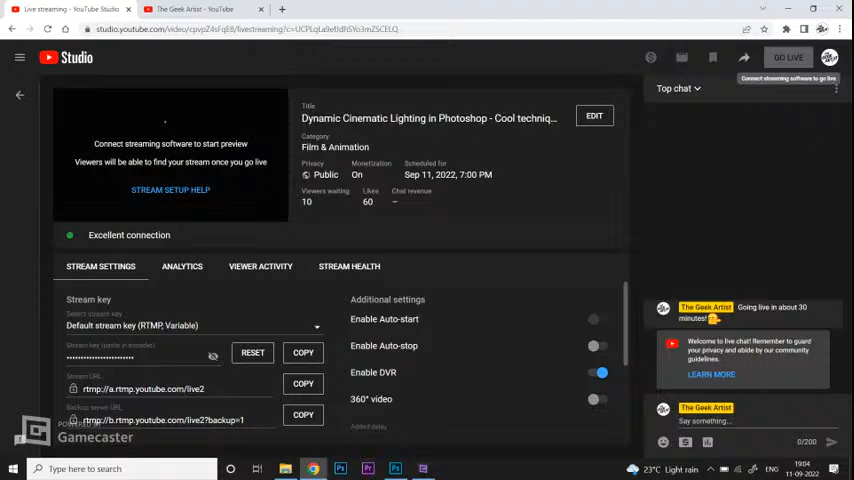 Live streaming - YouTube Studio
The Geek Artist - YouTube
studio.youtube.com/video/cpvpZ4sFqE8/livestreaming?c=UCPLqLa9efJdhSYo3mZSCELQ
Studio
GO LIVE
Connect streaming software to go live
Top chat
Connect streaming software to start preview
Viewers will be able to find your stream once you go live
STREAM SETUP HELP
Title
Dynamic Cinematic Lighting in Photoshop - Cool techniq...
EDIT
Category
Film & Animation
Privacy Monetization Scheduled for
Public On Sep 11, 2022, 7:00 PM
Viewers waiting Likes Chat revenue
10 60 –
Excellent connection
STREAM SETTINGS ANALYTICS VIEWER ACTIVITY STREAM HEALTH
Stream key
Select stream key
Default stream key (RTMP, Variable)
Stream key (paste in encoder)
RESET COPY
Stream URL
rtmp://a.rtmp.youtube.com/live2
COPY
Backup server URL
rtmp://b.rtmp.youtube.com/live2?backup=1
COPY
Additional settings
Enable Auto-start
Enable Auto-stop
Enable DVR
360° video
Added delay
The Geek Artist Going live in about 30
minutes!
Welcome to live chat! Remember to guard
your privacy and abide by our community
guidelines.
LEARN MORE
The Geek Artist
Say something...
0/200
POWERED BY
Gamecaster
Type here to search
Ps
Pr
Ps
23°C Light rain
ENG
19:04
11-09-2022